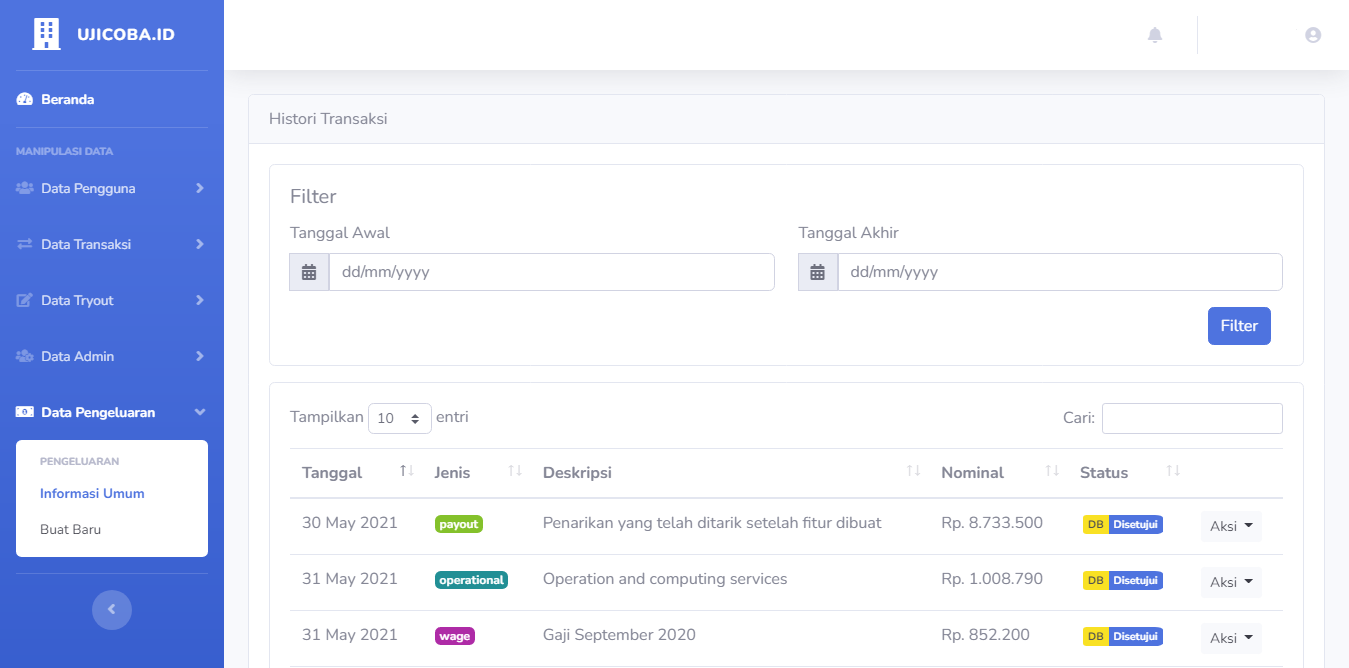 UJICOBA.ID
Beranda
MANIPULASI DATA
Data Pengguna
Data Transaksi
Data Tryout
Data Admin
Data Pengeluaran
PENGELUARAN
Informasi Umum
Buat Baru
Histori Transaksi
Filter
Tanggal Awal Tanggal Akhir
dd/mm/yyyy dd/mm/yyyy
Filter
Tampilkan 10 entri Cari:
Tanggal Jenis Deskripsi Nominal Status
30 May 2021 payout Penarikan yang telah ditarik setelah fitur dibuat Rp. 8.733.500 DB Disetujui Aksi
31 May 2021 operational Operation and computing services Rp. 1.008.790 DB Disetujui Aksi
31 May 2021 wage Gaji September 2020 Rp. 852.200 DB Disetujui Aksi